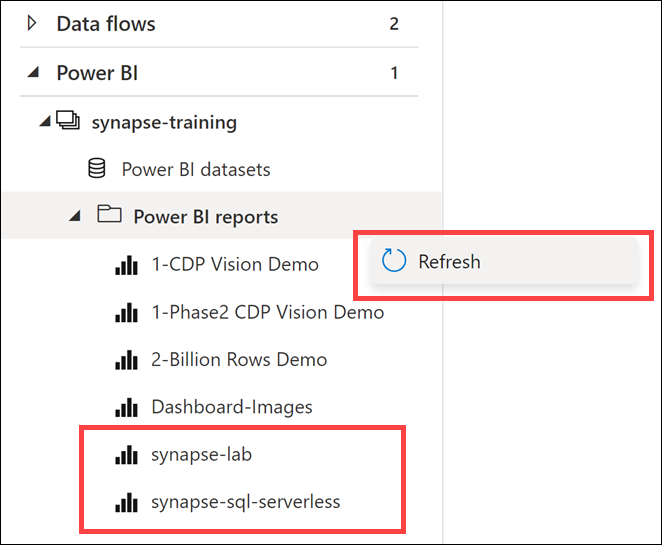 Data flows 2
Power BI 1
synapse-training
Power BI datasets
Power BI reports
1-CDP Vision Demo
Refresh
1-Phase2 CDP Vision Demo
2-Billion Rows Demo
Dashboard-Images
synapse-lab
synapse-sql-serverless